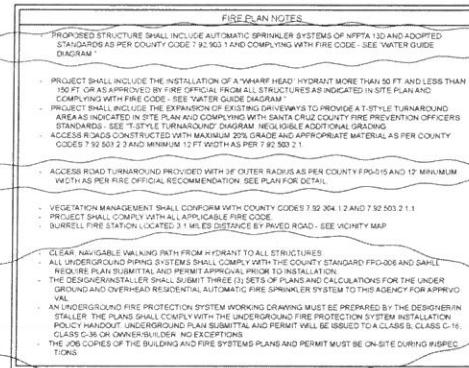 FIRE PLAN NOTES
- PROPOSED STRUCTURE SHALL INCLUDE AUTOMATIC SPRINKLER SYSTEMS OF NFPTA 13D AND ADOPTED
STANDARDS AS PER COUNTY CODE 7.92.903.1 AND COMPLYING WITH FIRE CODE - SEE "WATER GUIDE
DIAGRAM."
- PROJECT SHALL INCLUDE THE INSTALLATION OF A "WHARF HEAD" HYDRANT MORE THAN 50 FT. AND LESS THAN
150 FT. OR AS APPROVED BY FIRE OFFICIAL FROM ALL STRUCTURES AS INDICATED IN SITE PLAN AND
COMPLYING WITH FIRE CODE - SEE "WATER GUIDE DIAGRAM."
- PROJECT SHALL INCLUDE THE EXPANSION OF EXISTING DRIVEWAYS TO PROVIDE A T-STYLE TURNAROUND
AREA AS INDICATED IN SITE PLAN AND COMPLYING WITH SANTA CRUZ COUNTY FIRE PREVENTION OFFICERS
STANDARDS - SEE "T-STYLE TURNAROUND" DIAGRAM. NEGLIGIBLE ADDITIONAL GRADING
- ACCESS ROADS CONSTRUCTED WITH MAXIMUM 20% GRADE AND APPROPRIATE MATERIAL AS PER COUNTY
CODES 7.92.503.2.3 AND MINIMUM 12 FT WIDTH AS PER 7.92.503.2.1.
- ACCESS ROAD TURNAROUND PROVIDED WITH 36' OUTER RADIUS AS PER COUNTY FPO-015 AND 12' MINUMUM
WIDTH AS PER FIRE OFFICIAL RECOMMENDATION. SEE PLAN FOR DETAIL.
- VEGETATION MANAGEMENT SHALL CONFORM WITH COUNTY CODES 7.92.304.1.2 AND 7.92.503.2.1.1
- PROJECT SHALL COMPLY WITH ALL APPLICABLE FIRE CODE.
- BURRELL FIRE STATION LOCATED 3.1 MILES DISTANCE BY PAVED ROAD - SEE VICINITY MAP
- CLEAR, NAVIGABLE WALKING PATH FROM HYDRANT TO ALL STRUCTURES.
- ALL UNDERGROUND PIPING SYSTEMS SHALL COMPLY WITH THE COUNTY STANDARD FPO-006 AND SAHLL
REQUIRE PLAN SUBMITTAL AND PERMIT APPROVAL PRIOR TO INSTALLATION.
- THE DESIGNER/INSTALLER SHALL SUBMIT THREE (3) SETS OF PLANS AND CALCULATIONS FOR THE UNDER
GROUND AND OVERHEAD RESIDENTIAL AUTOMATIC FIRE SPRINKLER SYSTEM TO THIS AGENCY FOR APPRVO
VAL.
- AN UNDERGROUND FIRE PROTECTION SYSTEM WORKING DRAWING MUST BE PREPARED BY THE DESIGNER/IN
STALLER. THE PLANS SHALL COMPLY WITH THE UNDERGROUND FIRE PROTECTION SYSTEM INSTALLATION
POLICY HANDOUT. UNDERGROUND PLAN SUBMITTAL AND PERMIT WILL BE ISSUED TO A CLASS B, CLASS C-16,
CLASS C-36 OR OWNER/BUILDER. NO EXCEPTIONS
- THE JOB COPIES OF THE BUILDING AND FIRE SYSTEMS PLANS AND PERMIT MUST BE ON-SITE DURING INSPEC
TIONS.